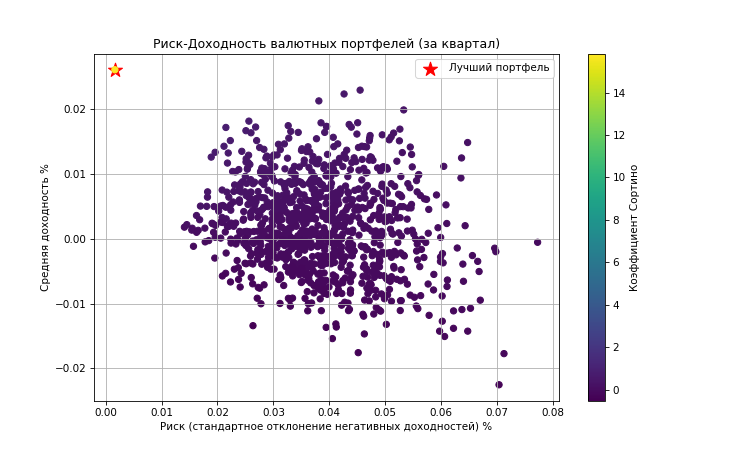 Риск-Доходность валютных портфелей (за квартал)
Лучший портфель
Средняя доходность %
0.02
0.01
0.00
−0.01
−0.02
0.00 0.01 0.02 0.03 0.04 0.05 0.06 0.07 0.08
Риск (стандартное отклонение негативных доходностей) %
14
12
10
8
6
4
2
0
Коэффициент Сортино